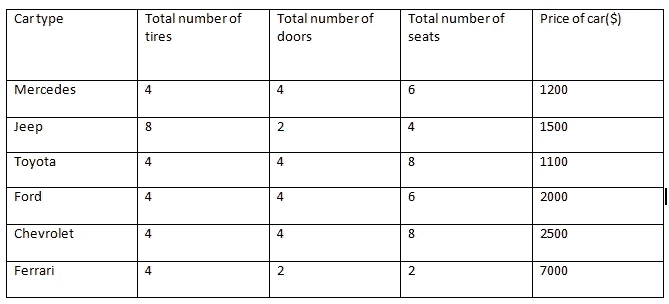 Car type Total number of tires Total number of doors Total number of seats Price of car($)
Mercedes 4 4 6 1200
Jeep 8 2 4 1500
Toyota 4 4 8 1100
Ford 4 4 6 2000
Chevrolet 4 4 8 2500
Ferrari 4 2 2 7000